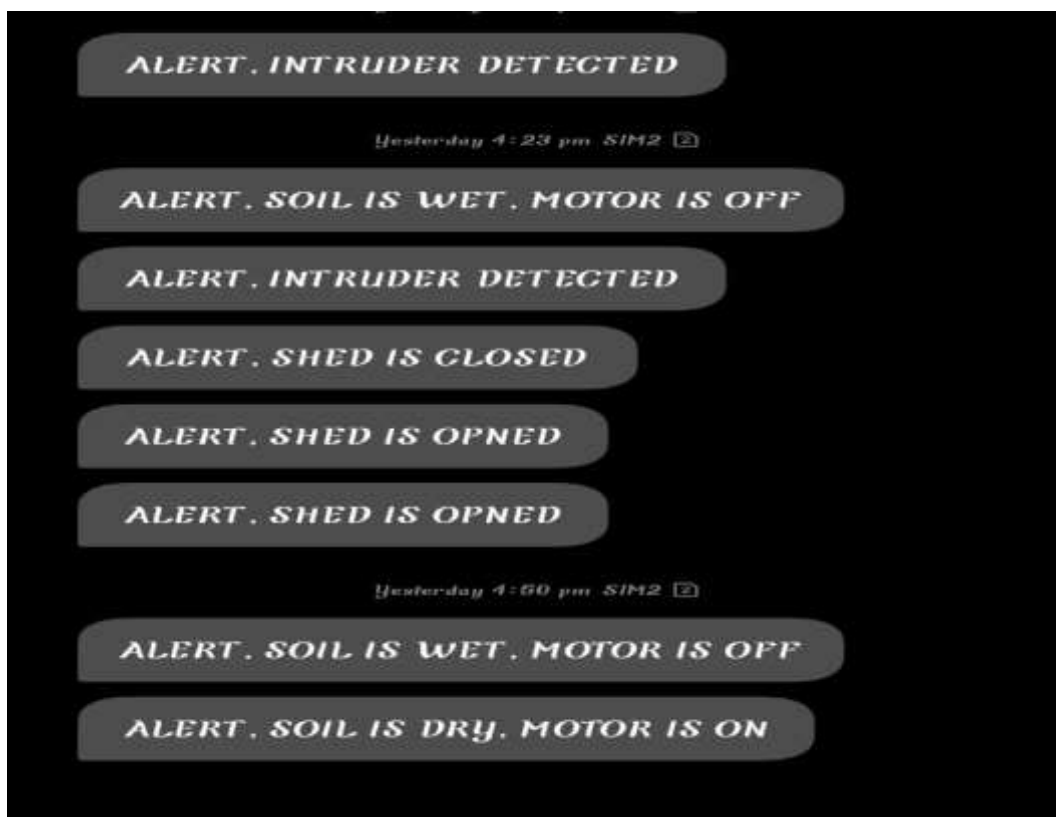 ALERT. INTRUDER DETECTED
Yesterday 4:23 pm SIM2 2
ALERT. SOIL IS WET. MOTOR IS OFF
ALERT. INTRUDER DETECTED
ALERT. SHED IS CLOSED
ALERT. SHED IS OPNED
ALERT. SHED IS OPNED
Yesterday 4:50 pm SIM2 2
ALERT. SOIL IS WET. MOTOR IS OFF
ALERT. SOIL IS DRY. MOTOR IS ON